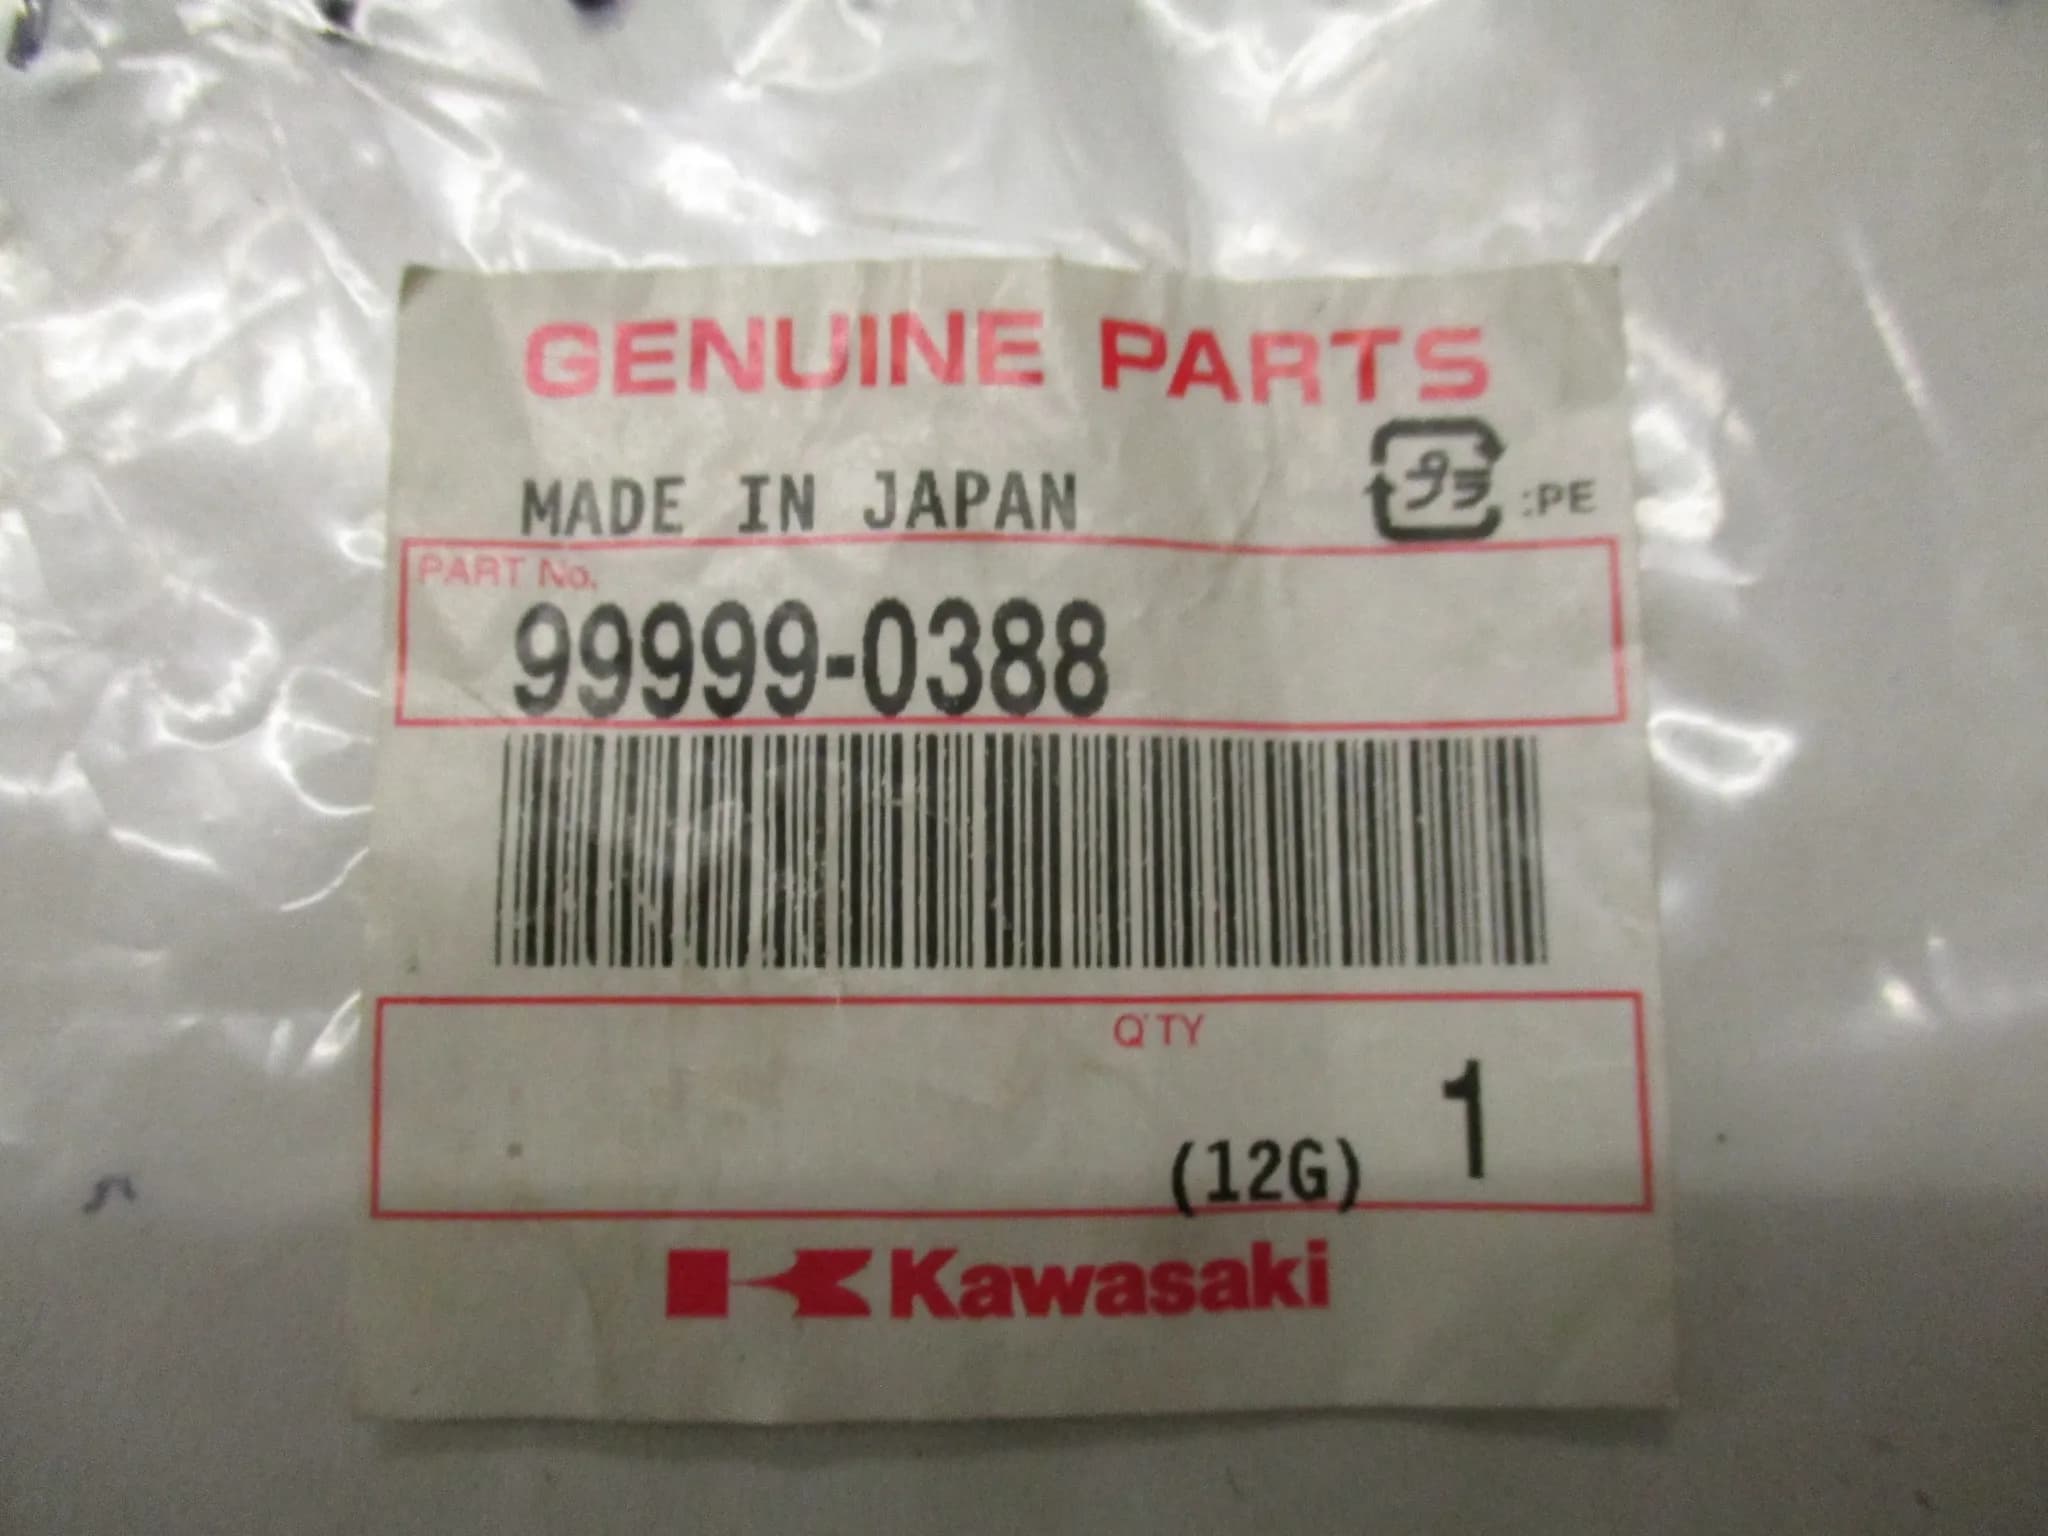 GENUINE PARTS
MADE IN JAPAN
プラ :PE
PART No.
99999-0388
Q'TY
(12G) 1
Kawasaki